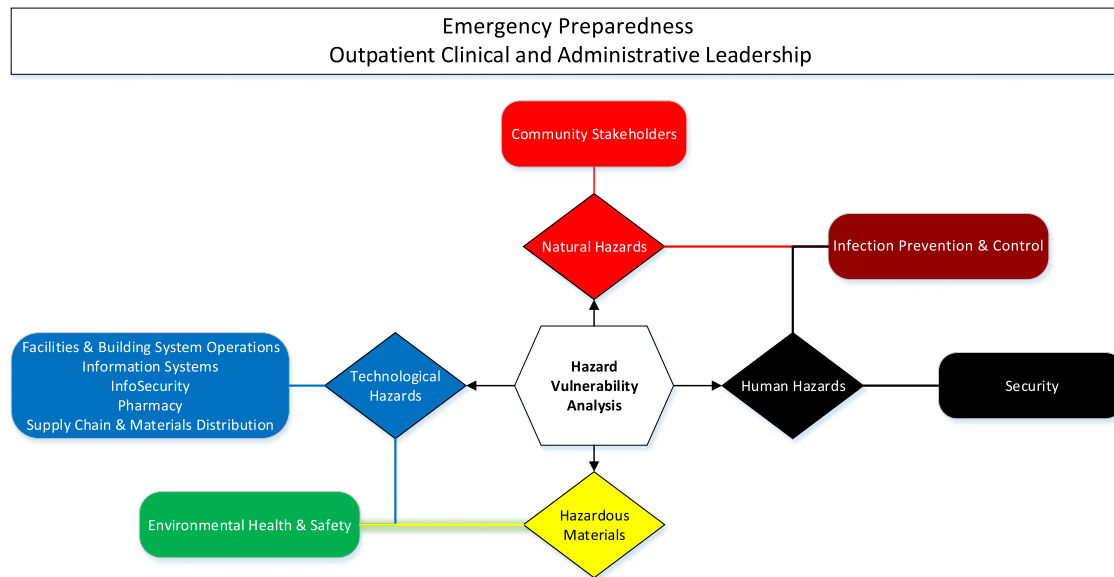 Emergency Preparedness
Outpatient Clinical and Administrative Leadership
Community Stakeholders
Natural Hazards
Infection Prevention & Control
Facilities & Building System Operations
Information Systems
InfoSecurity
Pharmacy
Supply Chain & Materials Distribution
Technological
Hazards
Hazard
Vulnerability
Analysis
Human Hazards
Security
Environmental Health & Safety
Hazardous
Materials